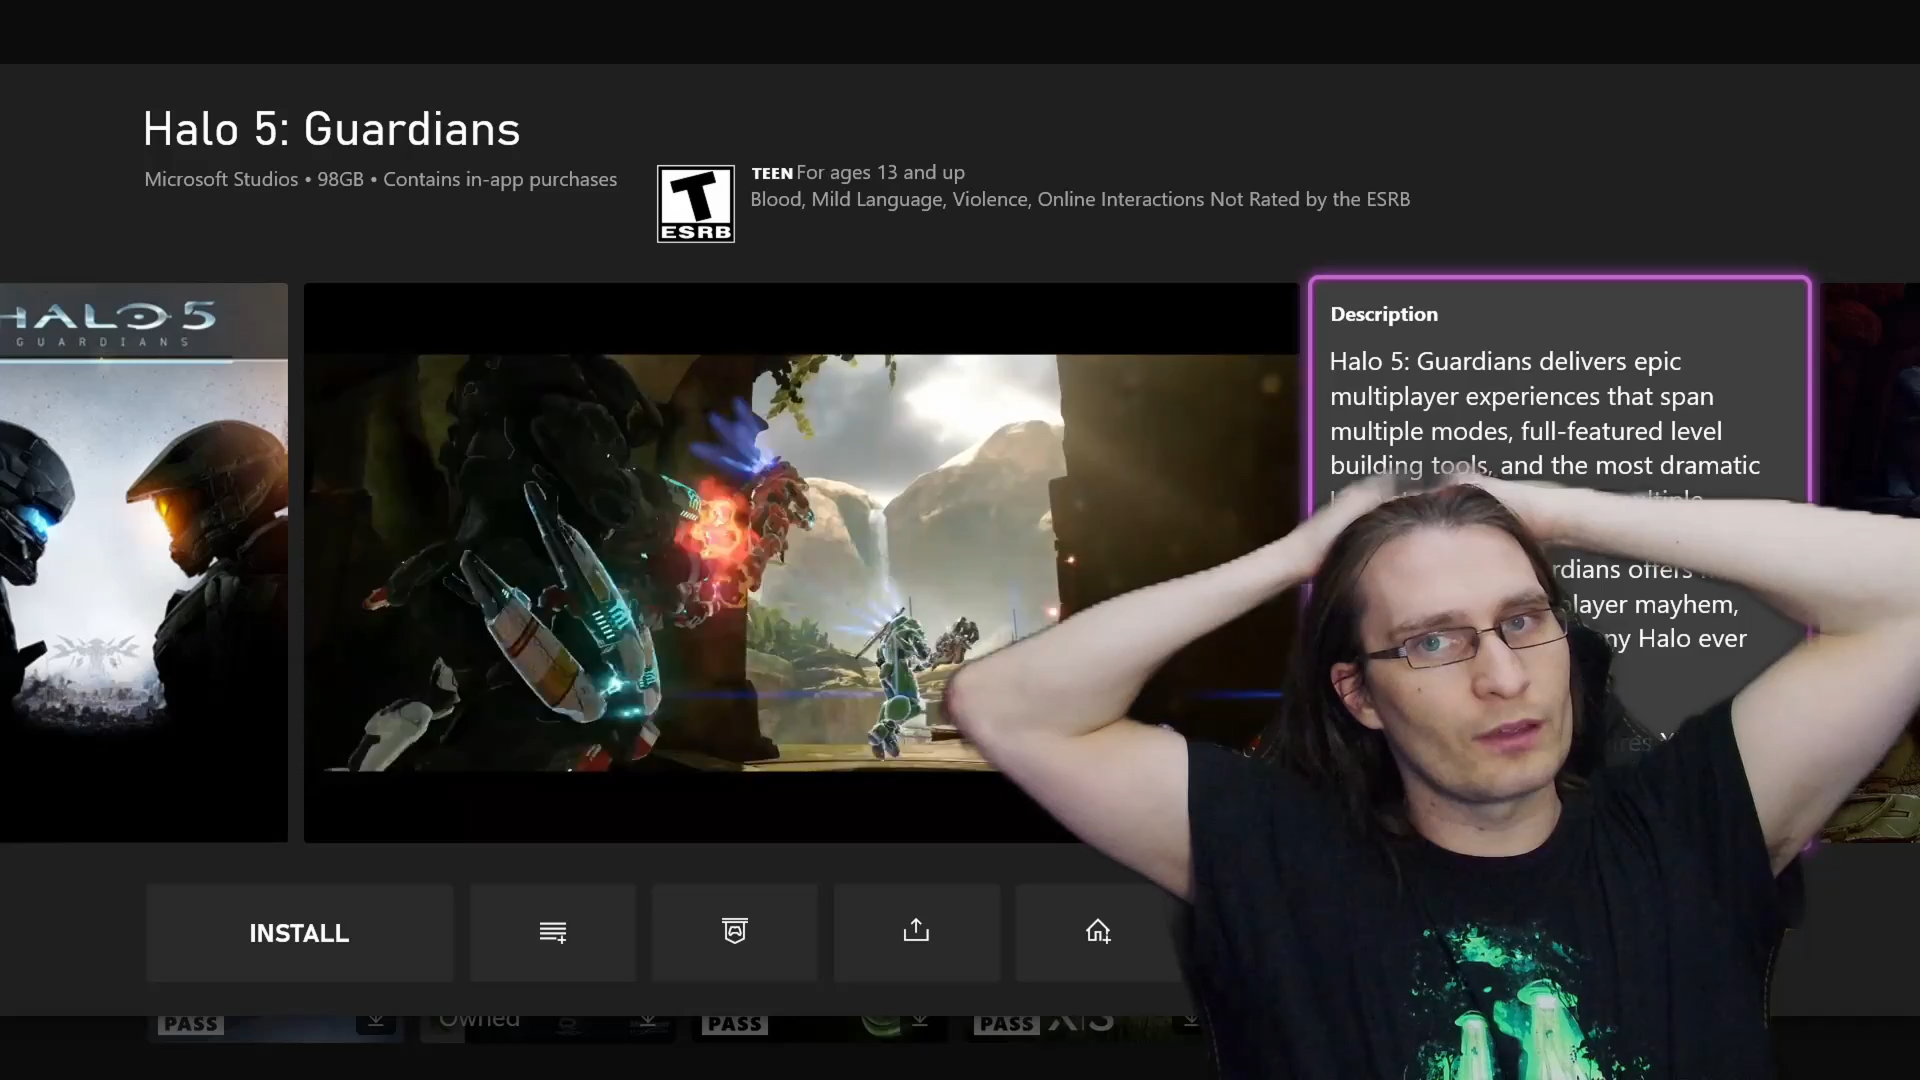 Halo 5: Guardians
Microsoft Studios • 98GB • Contains in-app purchases
T
ESRB
TEEN For ages 13 and up
Blood, Mild Language, Violence, Online Interactions Not Rated by the ESRB
HALO 5
GUARDIANS
Description
Halo 5: Guardians delivers epic
multiplayer experiences that span
multiple modes, full-featured level
building tools, and the most dramatic
offers
player mayhem,
Halo ever
INSTALL
PASS
Owned
PASS
PASS X|S